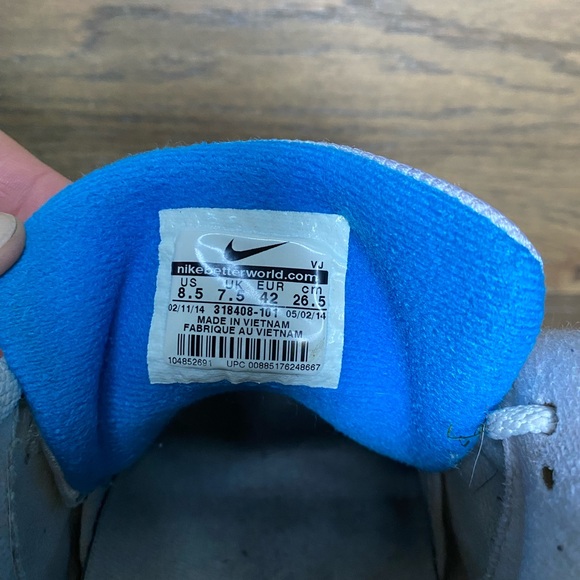 VJ
nikebetterworld.com
US UK EUR cm
8.5 7.5 42 26.5
02/11/14 318408-101 05/02/14
MADE IN VIETNAM
FABRIQUE AU VIETNAM
104852691 UPC 00885176248667